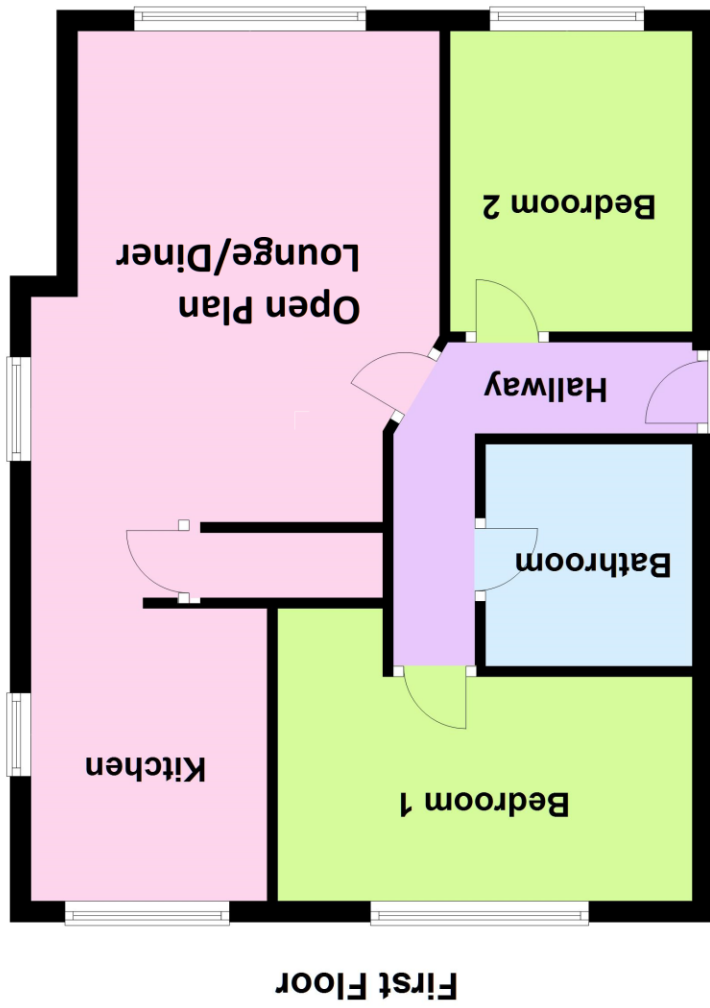 First Floor
Bedroom 1
Kitchen
Bathroom
Hallway
Open Plan
Lounge/Diner
Bedroom 2